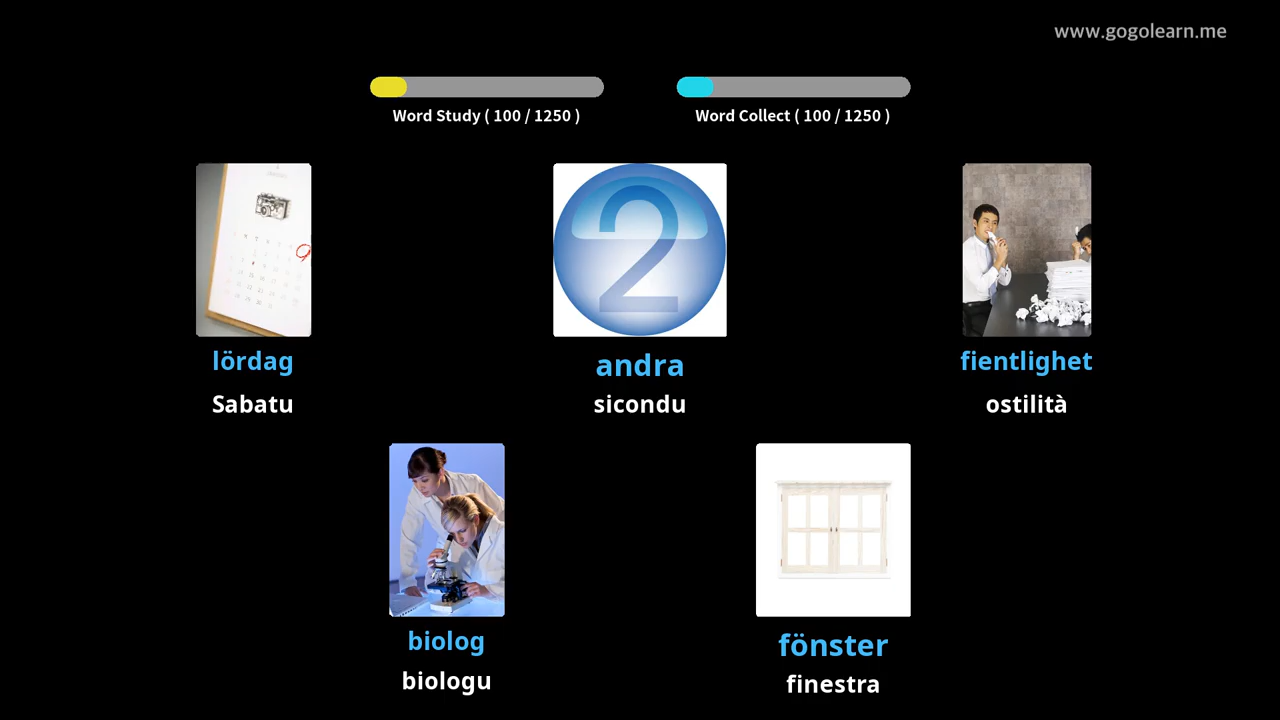 www.gogolearn.me
Word Study ( 100 / 1250 )
Word Collect ( 100 / 1250 )
2
lördag
Sabatu
andra
sicondu
fientlighet
ostilità
biolog
biologu
fönster
finestra